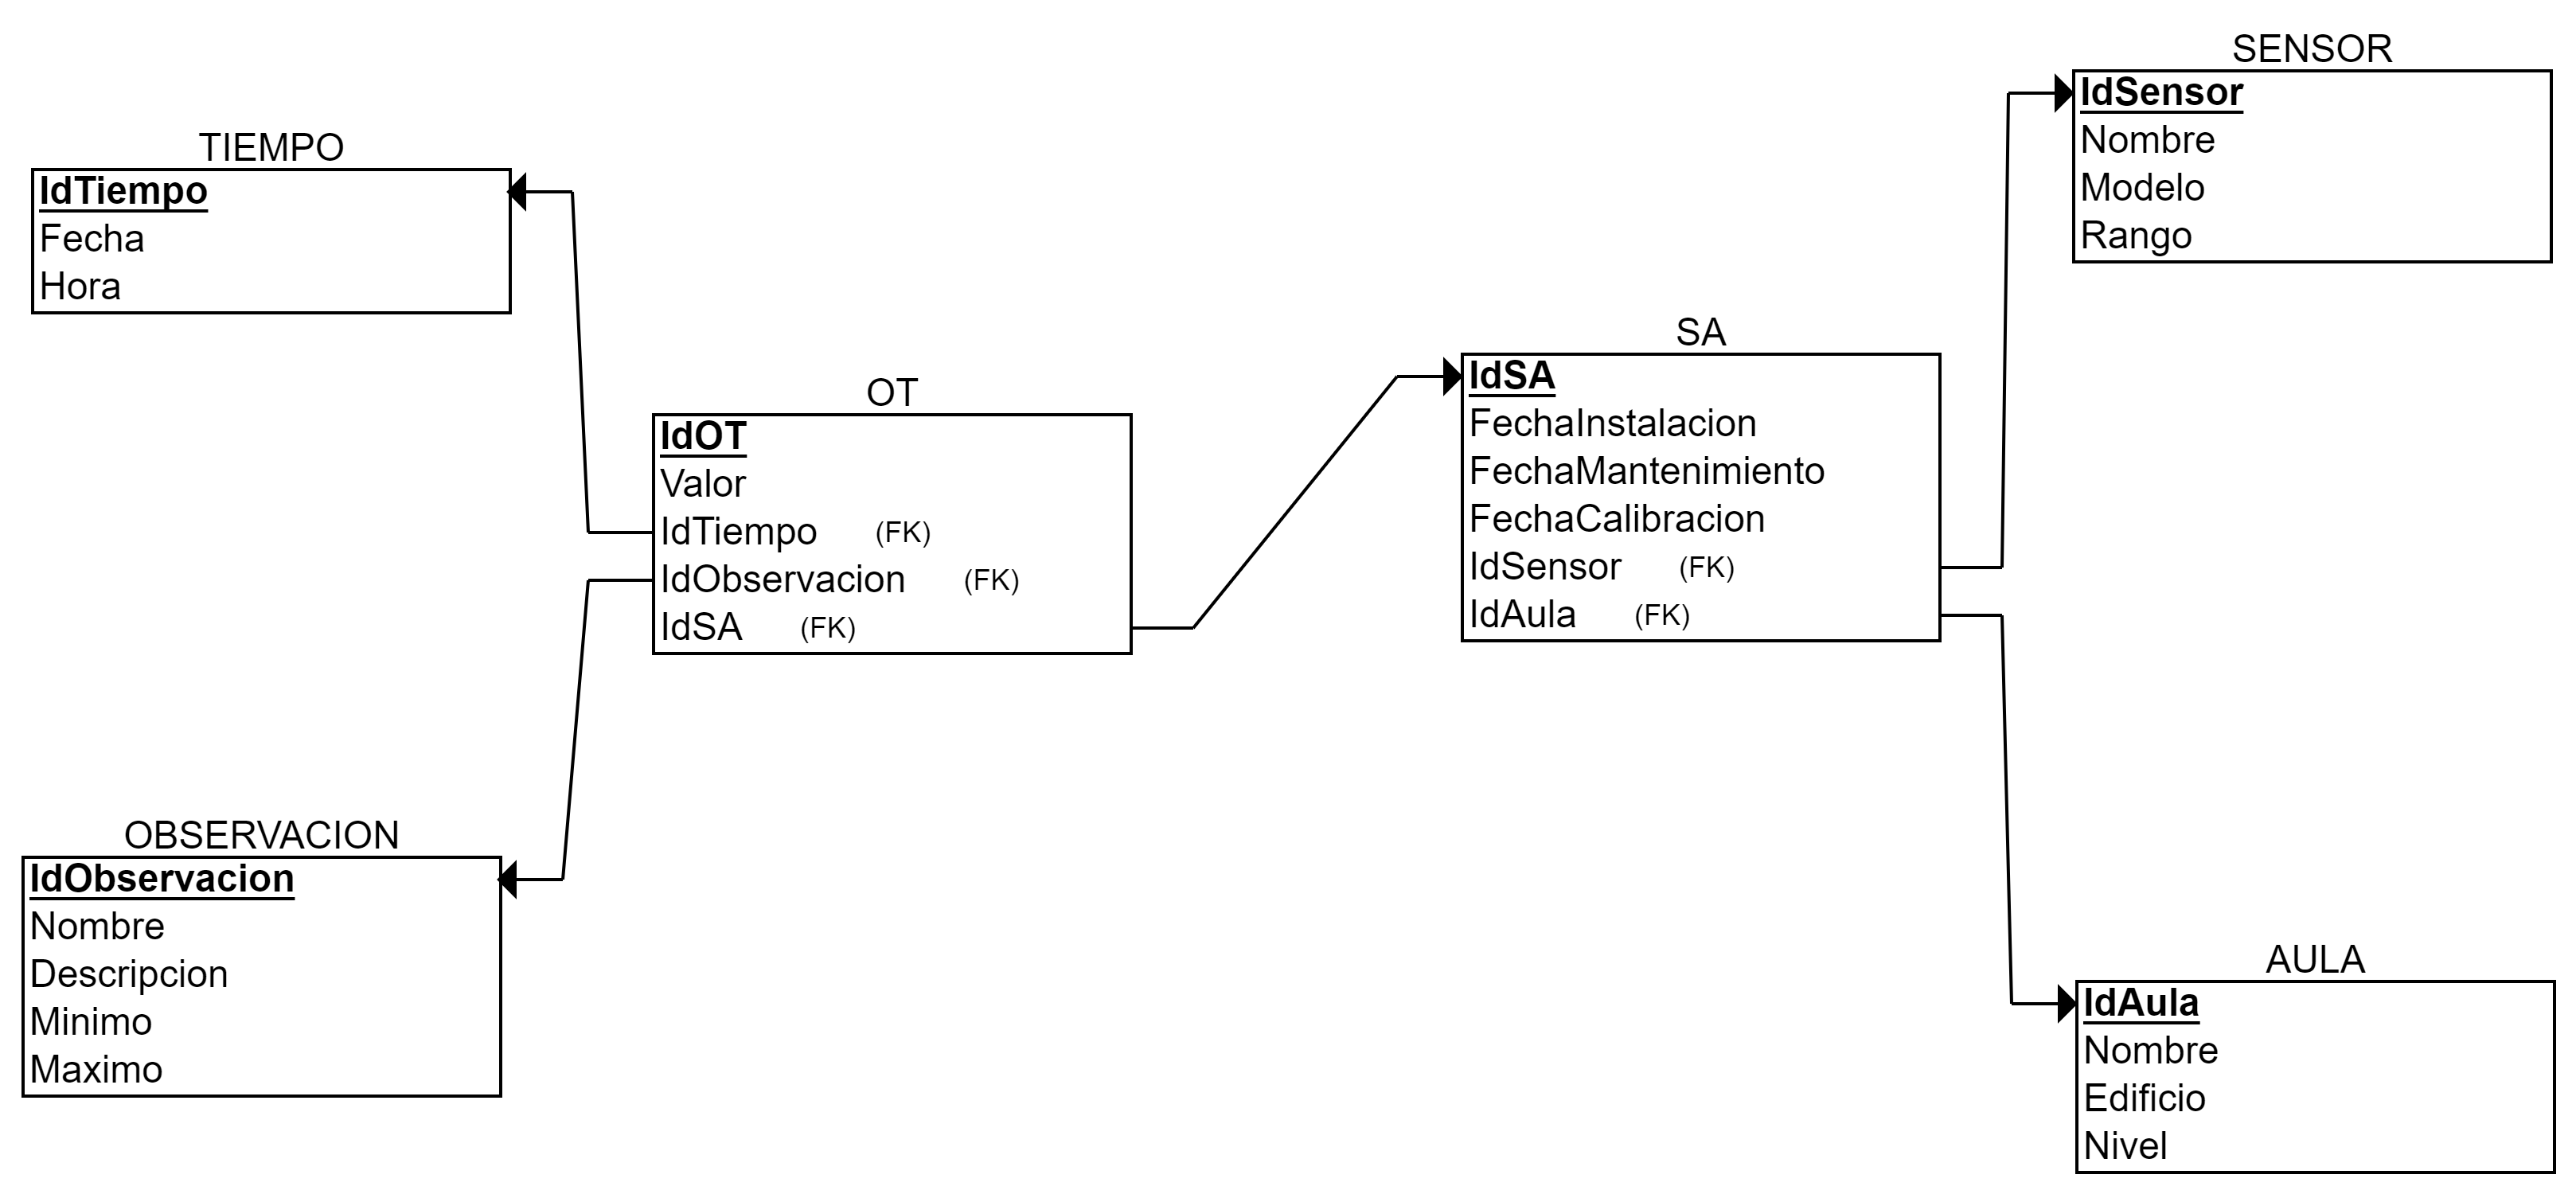 TIEMPO
IdTiempo
Fecha
Hora
OBSERVACION
IdObservacion
Nombre
Descripcion
Minimo
Maximo
OT
IdOT
Valor
IdTiempo (FK)
IdObservacion (FK)
IdSA (FK)
SA
IdSA
FechaInstalacion
FechaMantenimiento
FechaCalibracion
IdSensor (FK)
IdAula (FK)
SENSOR
IdSensor
Nombre
Modelo
Rango
AULA
IdAula
Nombre
Edificio
Nivel